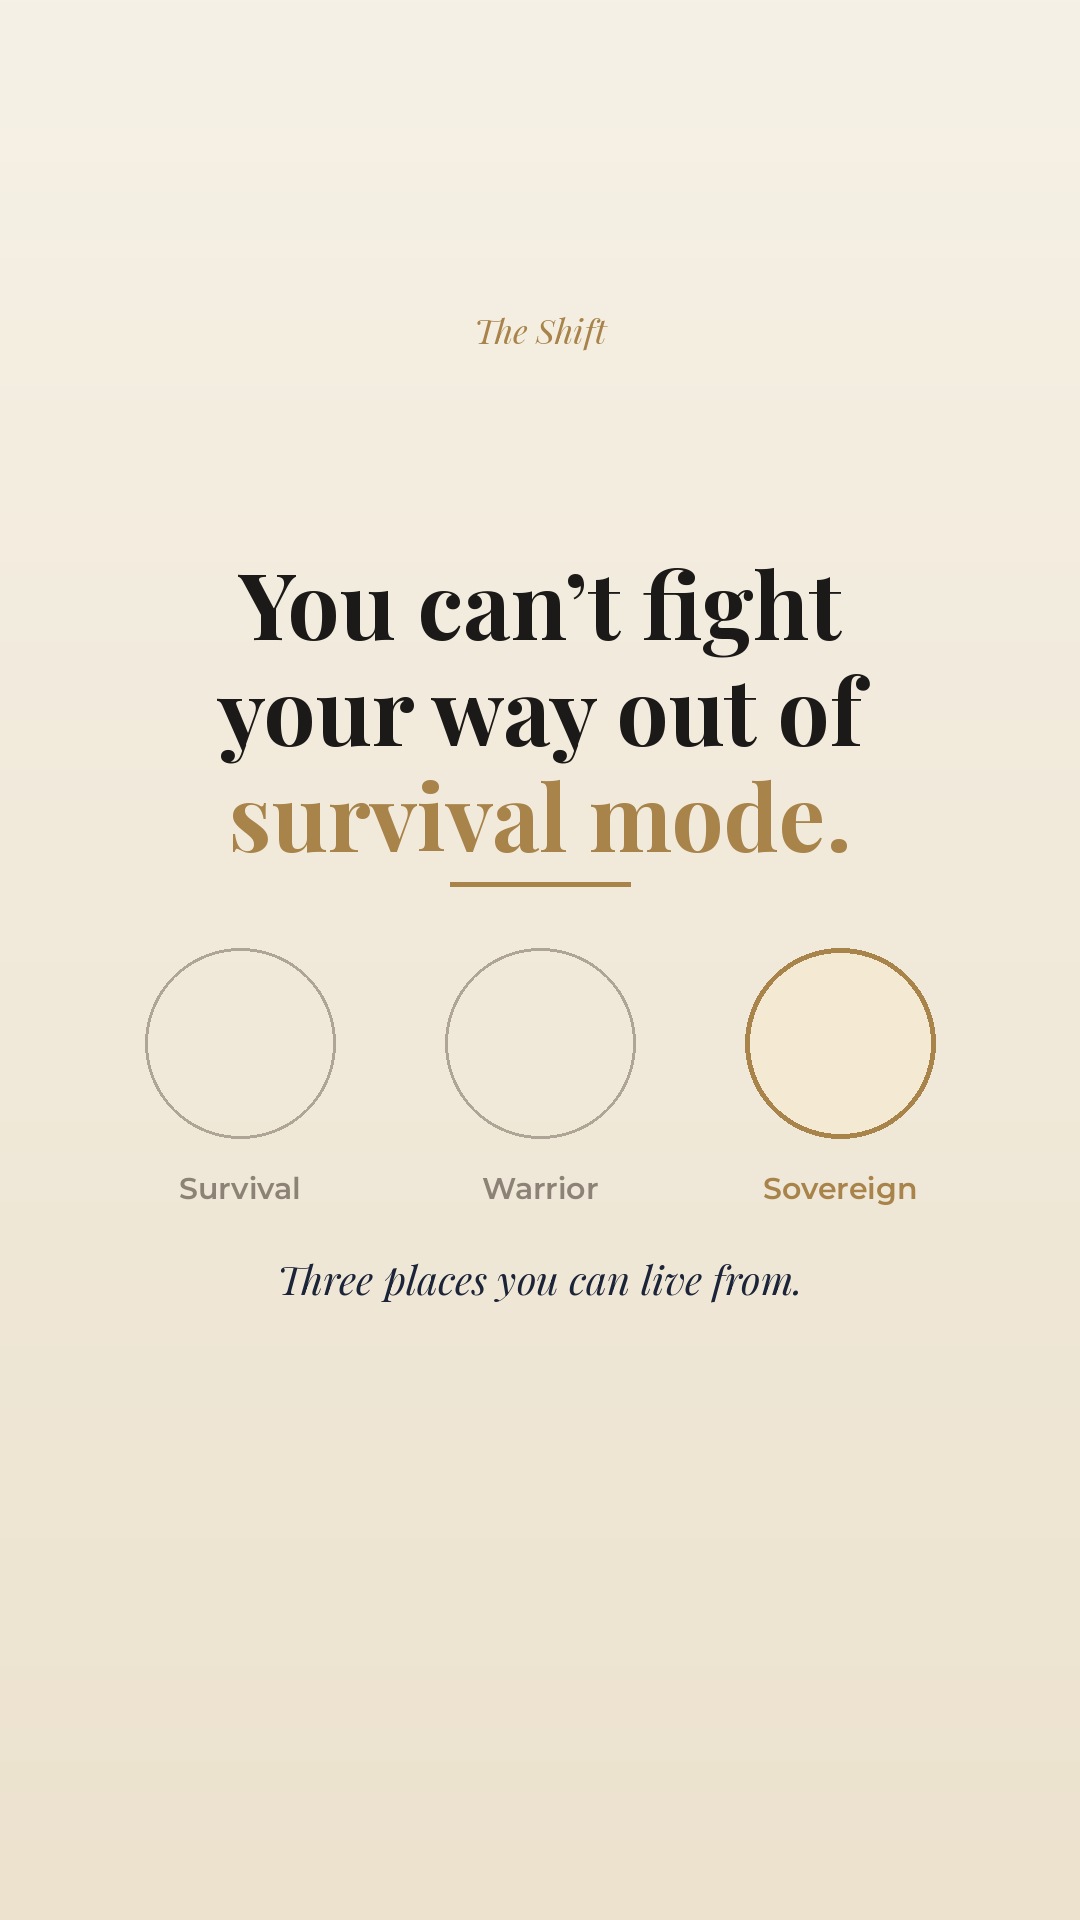 The Shift
You can’t fight
your way out of
survival mode.
Survival
Warrior
Sovereign
Three places you can live from.